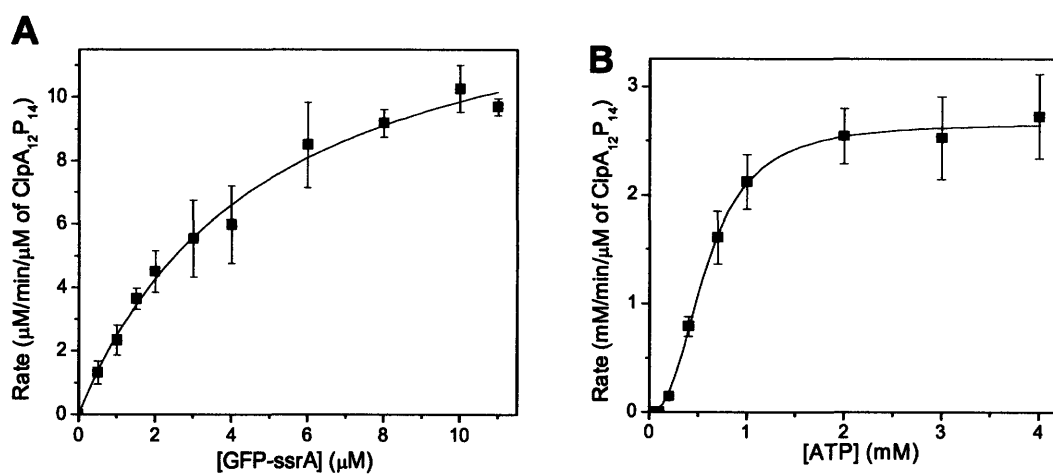 A
Rate (μM/min/μM of ClpA₁₂P₁₄)
10
8
6
4
2
0
0 2 4 6 8 10
[GFP-ssrA] (μM)
B
Rate (mM/min/μM of ClpA₁₂P₁₄)
3
2
1
0
0 1 2 3 4
[ATP] (mM)